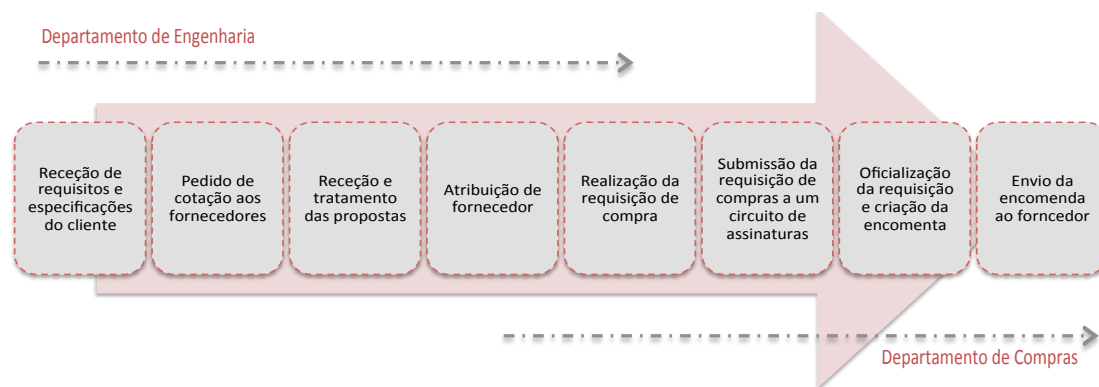 Departamento de Engenharia
Receção de
requisitos e
especificações
do cliente
Pedido de
cotação aos
fornecedores
Receção e
tratamento
das propostas
Atribuição de
fornecedor
Realização da
requisição de
compra
Submissão da
requisição de
compras a um
circuito de
assinaturas
Oficialização
da requisição
e criação da
encomenta
Envio da
encomenda
ao forncedor
Departamento de Compras